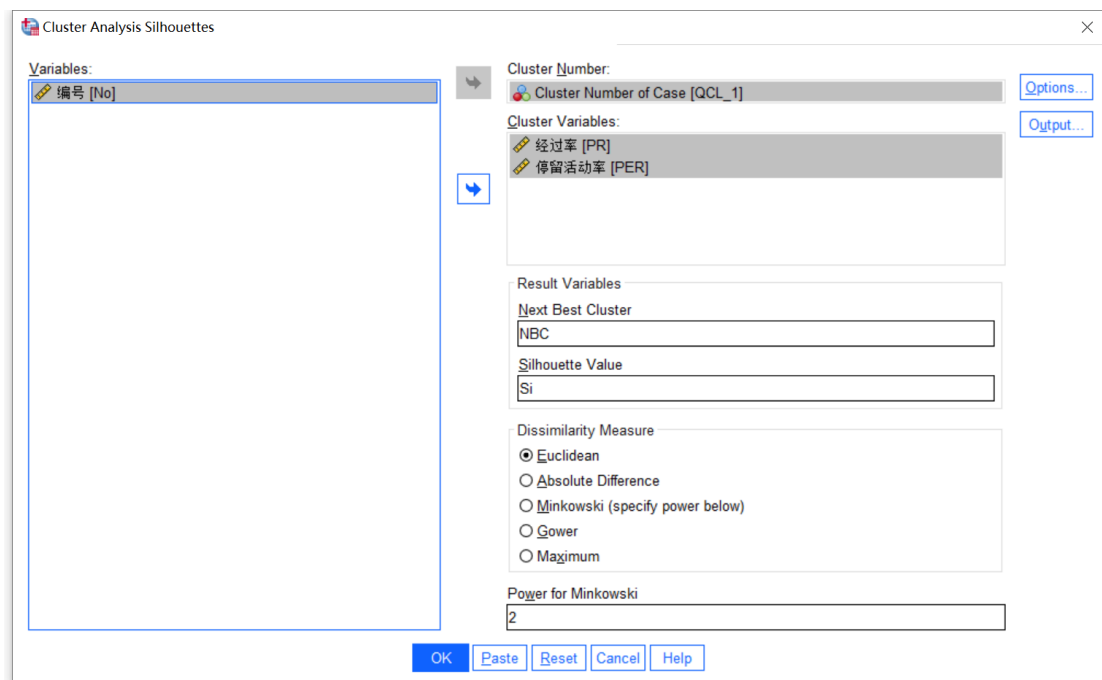 Cluster Analysis Silhouettes
Variables:
编号 [No]
Cluster Number:
Cluster Number of Case [QCL_1]
Cluster Variables:
经过率 [PR]
停留活动率 [PER]
Options...
Output...
Result Variables
Next Best Cluster
NBC
Silhouette Value
Si
Dissimilarity Measure
Euclidean
Absolute Difference
Minkowski (specify power below)
Gower
Maximum
Power for Minkowski
2
OK Paste Reset Cancel Help